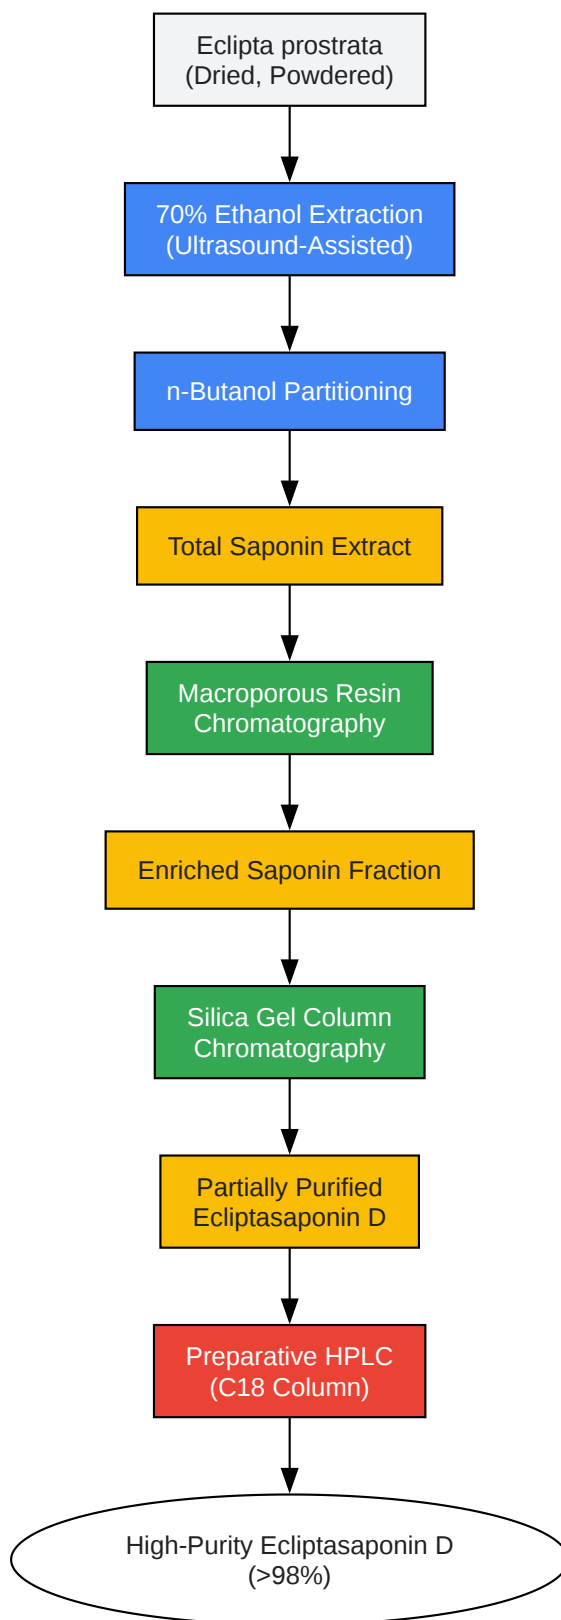 Eclipta prostrata
(Dried, Powdered)
70% Ethanol Extraction
(Ultrasound-Assisted)
n-Butanol Partitioning
Total Saponin Extract
Macroporous Resin
Chromatography
Enriched Saponin Fraction
Silica Gel Column
Chromatography
Partially Purified
Ecliptasaponin D
Preparative HPLC
(C18 Column)
High-Purity Ecliptasaponin D
(>98%)